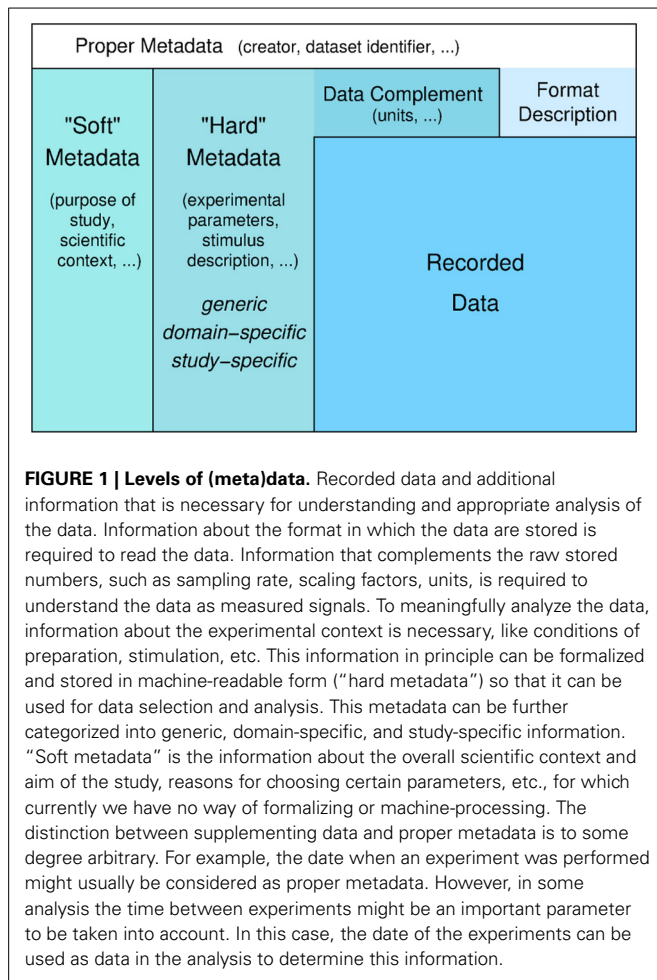 Proper Metadata (creator, dataset identifier, ...)
"Soft"
Metadata
(purpose of
study,
scientific
context, ...)
"Hard"
Metadata
(experimental
parameters,
stimulus
description, ...)
generic
domain–specific
study–specific
Data Complement
(units, ...)
Format
Description
Recorded
Data
FIGURE 1 | Levels of (meta)data. Recorded data and additional
information that is necessary for understanding and appropriate analysis of
the data. Information about the format in which the data are stored is
required to read the data. Information that complements the raw stored
numbers, such as sampling rate, scaling factors, units, is required to
understand the data as measured signals. To meaningfully analyze the data,
information about the experimental context is necessary, like conditions of
preparation, stimulation, etc. This information in principle can be formalized
and stored in machine-readable form (“hard metadata”) so that it can be
used for data selection and analysis. This metadata can be further
categorized into generic, domain-specific, and study-specific information.
“Soft metadata” is the information about the overall scientific context and
aim of the study, reasons for choosing certain parameters, etc., for which
currently we have no way of formalizing or machine-processing. The
distinction between supplementing data and proper metadata is to some
degree arbitrary. For example, the date when an experiment was performed
might usually be considered as proper metadata. However, in some
analysis the time between experiments might be an important parameter
to be taken into account. In this case, the date of the experiments can be
used as data in the analysis to determine this information.